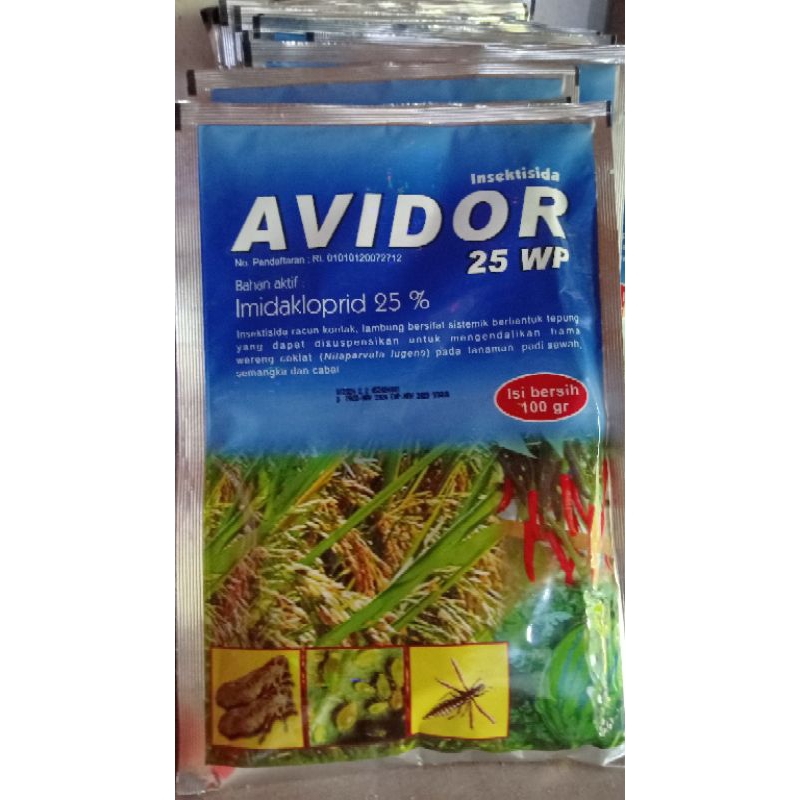 Insektisida
AVIDOR
25 WP
No. Pendaftaran : RI. 01010120072712
Bahan aktif :
Imidakloprid 25 %
Insektisida racun kontak, lambung bersifat sistemik berbentuk tepung
yang dapat disuspensikan untuk mengendalikan hama
wereng coklat (Nilaparvata lugens) pada tanaman padi sawah,
semangka dan cabai
Isi bersih
100 gr